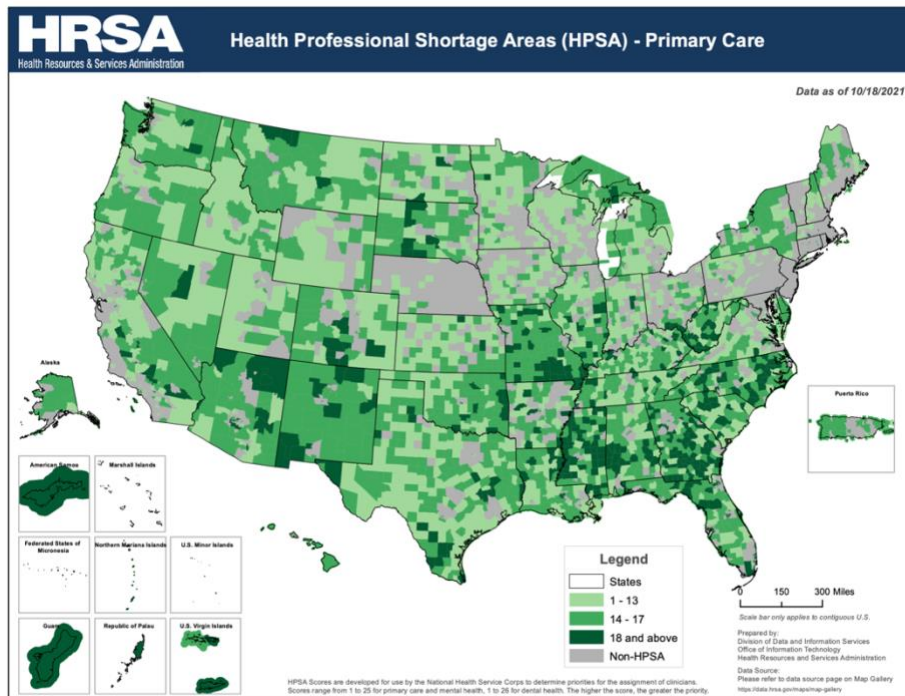 HRSA
Health Resources & Services Administration
Health Professional Shortage Areas (HPSA) - Primary Care
Data as of 10/18/2021
Alaska
Puerto Rico
American Samoa
Marshall Islands
Federated States of
Micronesia
Northern Mariana Islands
U.S. Minor Islands
Guam
Republic of Palau
U.S. Virgin Islands
Legend
States
1 - 13
14 - 17
18 and above
Non-HPSA
0 150 300 Miles
Scale bar only applies to contiguous U.S.
Prepared by:
Division of Data and Information Services
Office of Information Technology
Health Resources and Services Administration
Data Source:
Please refer to data source page on Map Gallery
https://data.hrsa.gov/maps/map-gallery
HPSA Scores are developed for use by the National Health Service Corps to determine priorities for the assignment of clinicians.
Scores range from 1 to 25 for primary care and mental health, 1 to 26 for dental health. The higher the score, the greater the priority.